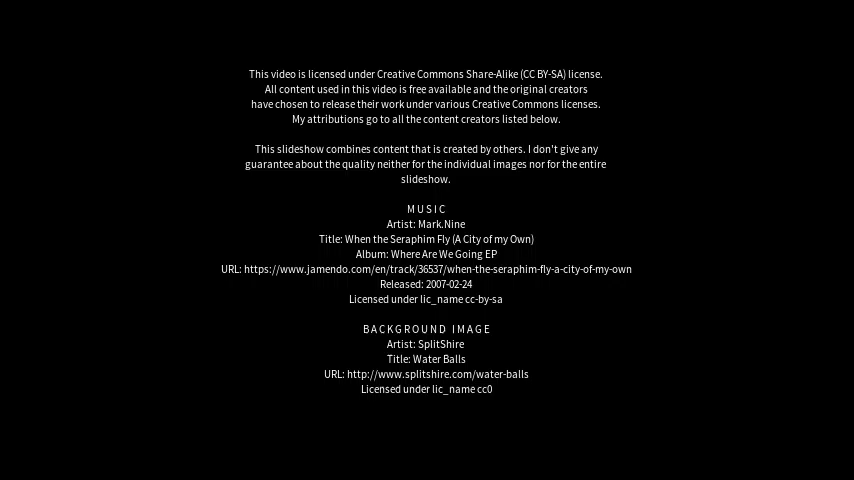 This video is licensed under Creative Commons Share-Alike (CC BY-SA) license.
All content used in this video is free available and the original creators
have chosen to release their work under various Creative Commons licenses.
My attributions go to all the content creators listed below.
This slideshow combines content that is created by others. I don't give any
guarantee about the quality neither for the individual images nor for the entire
slideshow.
MUSIC
Artist: Mark.Nine
Title: When the Seraphim Fly (A City of my Own)
Album: Where Are We Going EP
URL: https://www.jamendo.com/en/track/36537/when-the-seraphim-fly-a-city-of-my-own
Released: 2007-02-24
Licensed under lic_name cc-by-sa
BACKGROUND IMAGE
Artist: SplitShire
Title: Water Balls
URL: http://www.splitshire.com/water-balls
Licensed under lic_name cc0